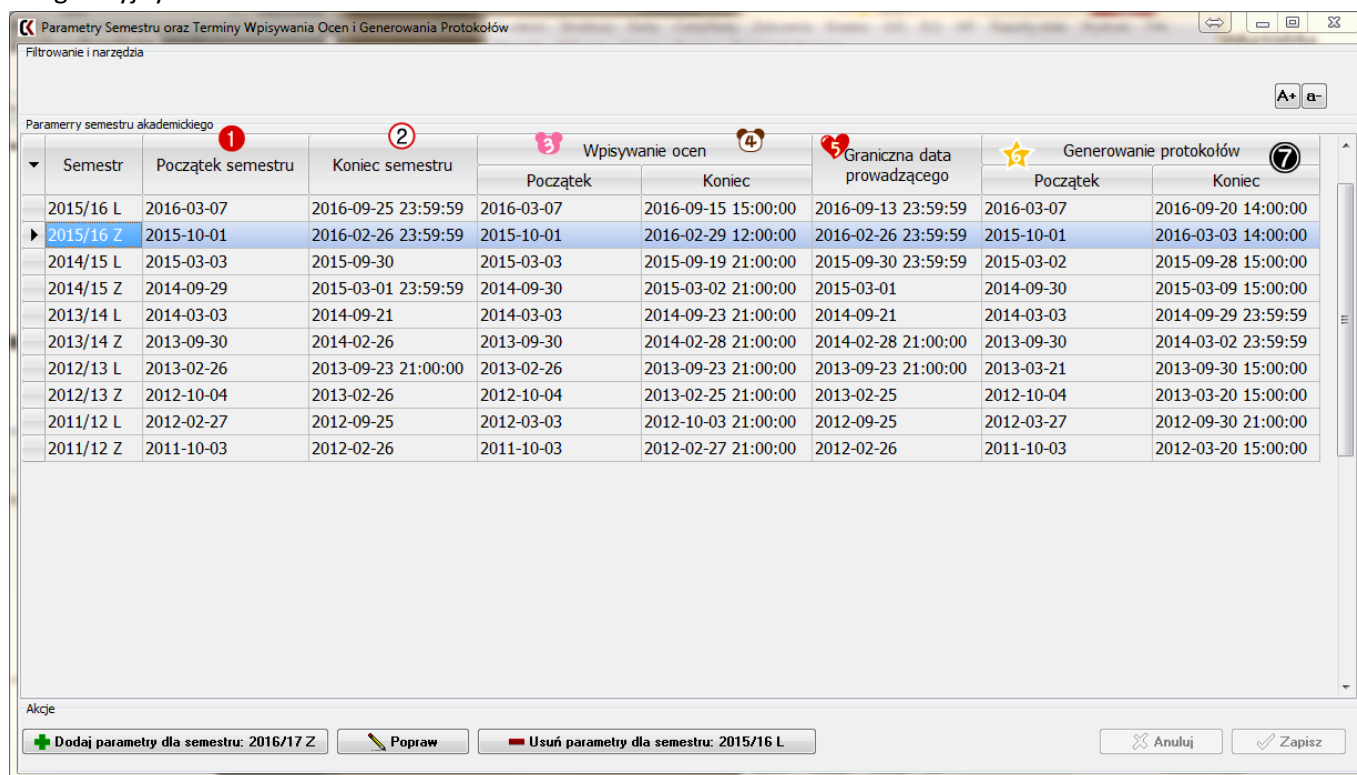 Parametry Semestru oraz Terminy Wpisywania Ocen i Generowania Protokołów
Filtrowanie i narzędzia
A+ a-
Paramerry semestru akademickiego
1 2 3 4 5 6 7
Semestr Początek semestru Koniec semestru Wpisywanie ocen Graniczna data prowadzącego Generowanie protokołów
Początek Koniec Początek Koniec
2015/16 L 2016-03-07 2016-09-25 23:59:59 2016-03-07 2016-09-15 15:00:00 2016-09-13 23:59:59 2016-03-07 2016-09-20 14:00:00
2015/16 Z 2015-10-01 2016-02-26 23:59:59 2015-10-01 2016-02-29 12:00:00 2016-02-26 23:59:59 2015-10-01 2016-03-03 14:00:00
2014/15 L 2015-03-03 2015-09-30 2015-03-03 2015-09-19 21:00:00 2015-09-30 23:59:59 2015-03-02 2015-09-28 15:00:00
2014/15 Z 2014-09-29 2015-03-01 23:59:59 2014-09-30 2015-03-02 21:00:00 2015-03-01 2014-09-30 2015-03-09 15:00:00
2013/14 L 2014-03-03 2014-09-21 2014-03-03 2014-09-23 21:00:00 2014-09-21 2014-03-03 2014-09-29 23:59:59
2013/14 Z 2013-09-30 2014-02-26 2013-09-30 2014-02-28 21:00:00 2014-02-28 21:00:00 2013-09-30 2014-03-02 23:59:59
2012/13 L 2013-02-26 2013-09-23 21:00:00 2013-02-26 2013-09-23 21:00:00 2013-09-23 21:00:00 2013-03-21 2013-09-30 15:00:00
2012/13 Z 2012-10-04 2013-02-26 2012-10-04 2013-02-25 21:00:00 2013-02-25 2012-10-04 2013-03-20 15:00:00
2011/12 L 2012-02-27 2012-09-25 2012-03-03 2012-10-03 21:00:00 2012-09-25 2012-03-27 2012-09-30 21:00:00
2011/12 Z 2011-10-03 2012-02-26 2011-10-03 2012-02-27 21:00:00 2012-02-26 2011-10-03 2012-03-20 15:00:00
Akcje
Dodaj parametry dla semestru: 2016/17 Z Popraw Usuń parametry dla semestru: 2015/16 L Anuluj Zapisz